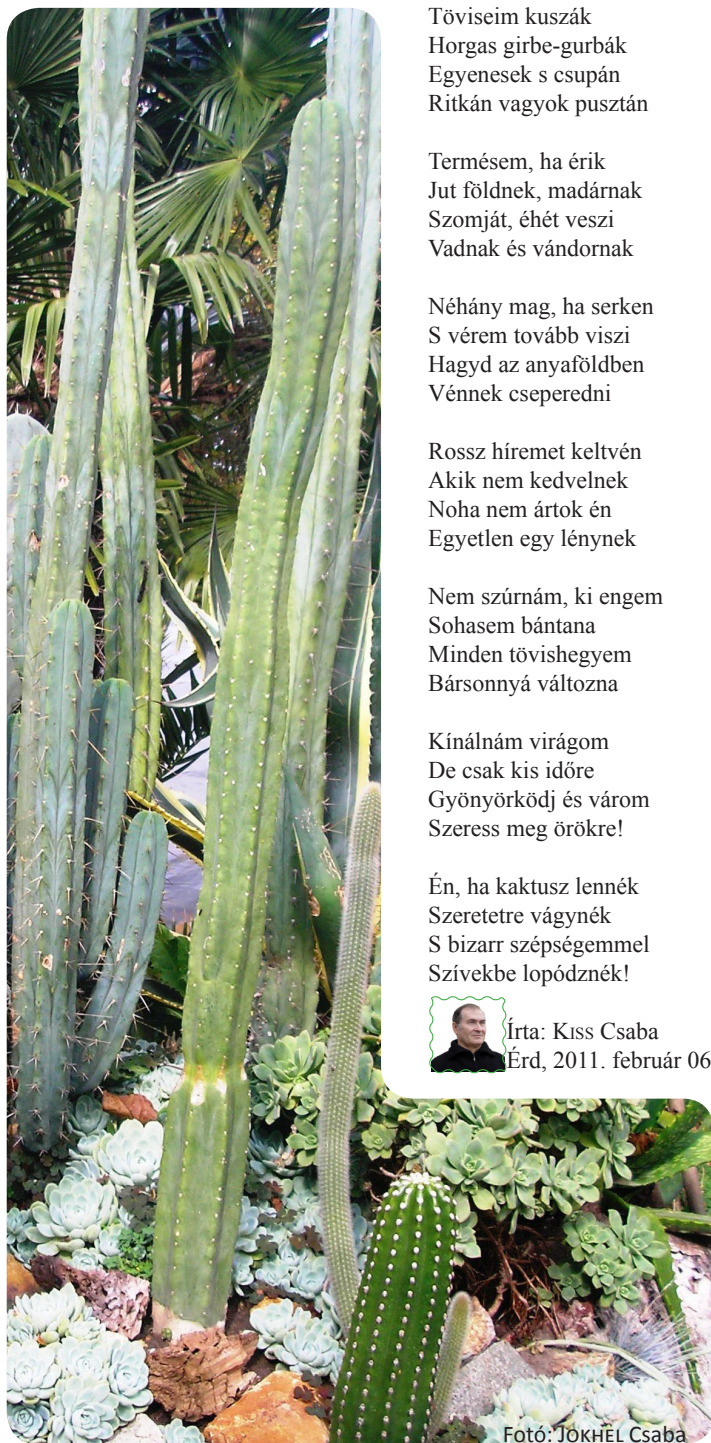 Töviseim kuszák
Horgas girbe-gurbák
Egyenesek s csupán
Ritkán vagyok pusztán

Termésem, ha érik
Jut földnek, madárnak
Szomját, éhét veszi
Vadnak és vándornak

Néhány mag, ha serken
S vérem tovább viszi
Hagyd az anyaföldben
Vénnek cseperedni

Rossz híremet keltvén
Akik nem kedvelnek
Noha nem ártok én
Egyetlen egy lénynek

Nem szúrnám, ki engem
Sohasem bántana
Minden tövishegyem
Bársonnyá változna

Kínálnám virágom
De csak kis időre
Gyönyörködj és várom
Szeress meg örökre!

Én, ha kaktusz lennék
Szeretetre vágynék
S bizarr szépségemmel
Szívekbe lopódznék!

Írta: Kiss Csaba
Érd, 2011. február 06
Fotó: Jokhel Csaba